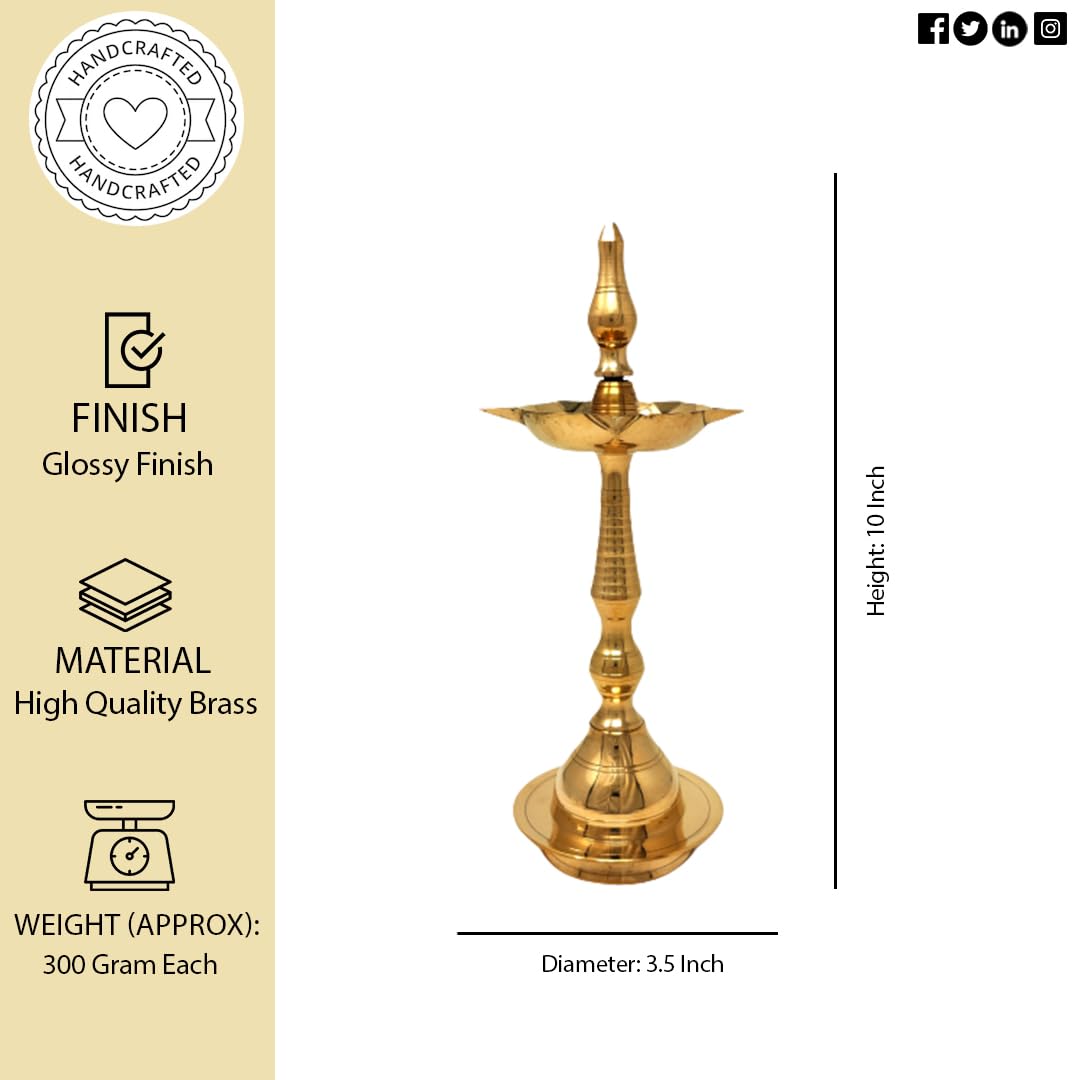 HANDCRAFTED
HANDCRAFTED
FINISH
Glossy Finish
MATERIAL
High Quality Brass
WEIGHT (APPROX):
300 Gram Each
Height: 10 Inch
Diameter: 3.5 Inch